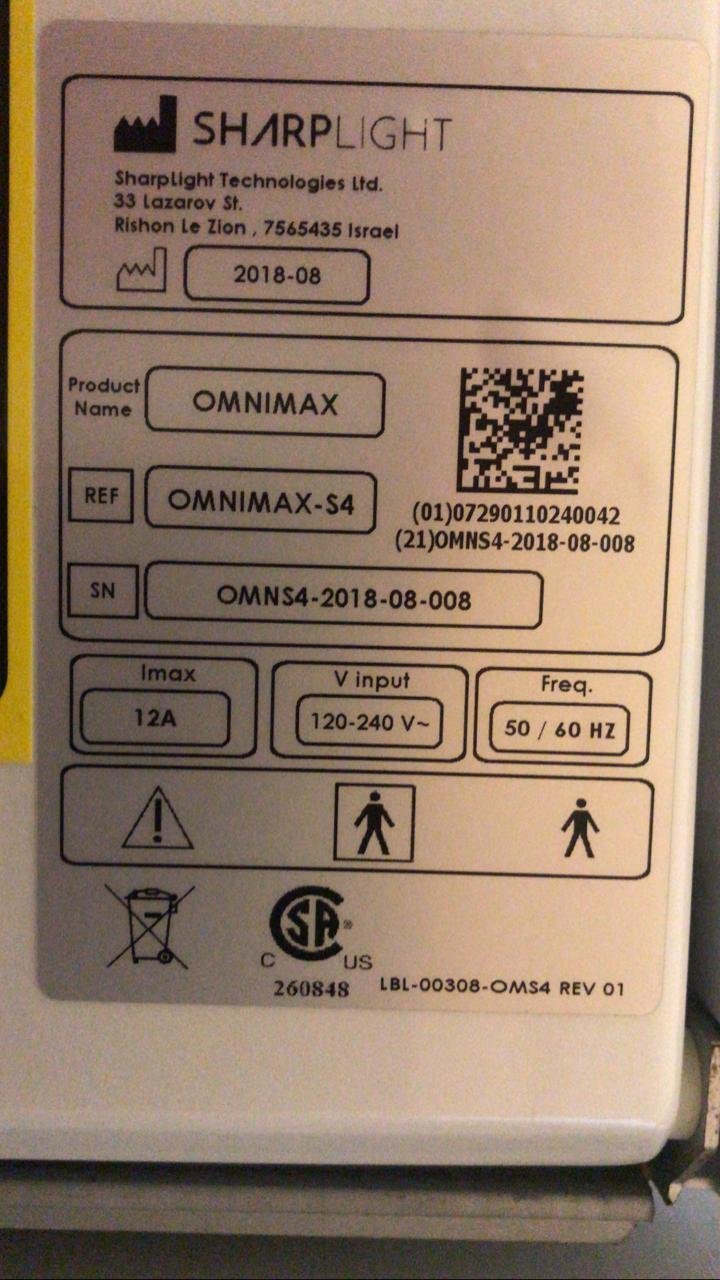 SHARPLIGHT
SharpLight Technologies Ltd.
33 Lazarov St.
Rishon Le Zion , 7565435 Israel
2018-08
Product Name
OMNIMAX
REF
OMNIMAX-S4
(01)07290110240042
(21)OMNS4-2018-08-008
SN
OMNS4-2018-08-008
Imax
12A
V input
120-240 V~
Freq.
50 / 60 HZ
SA ®
C US
260848
LBL-00308-OMS4 REV 01